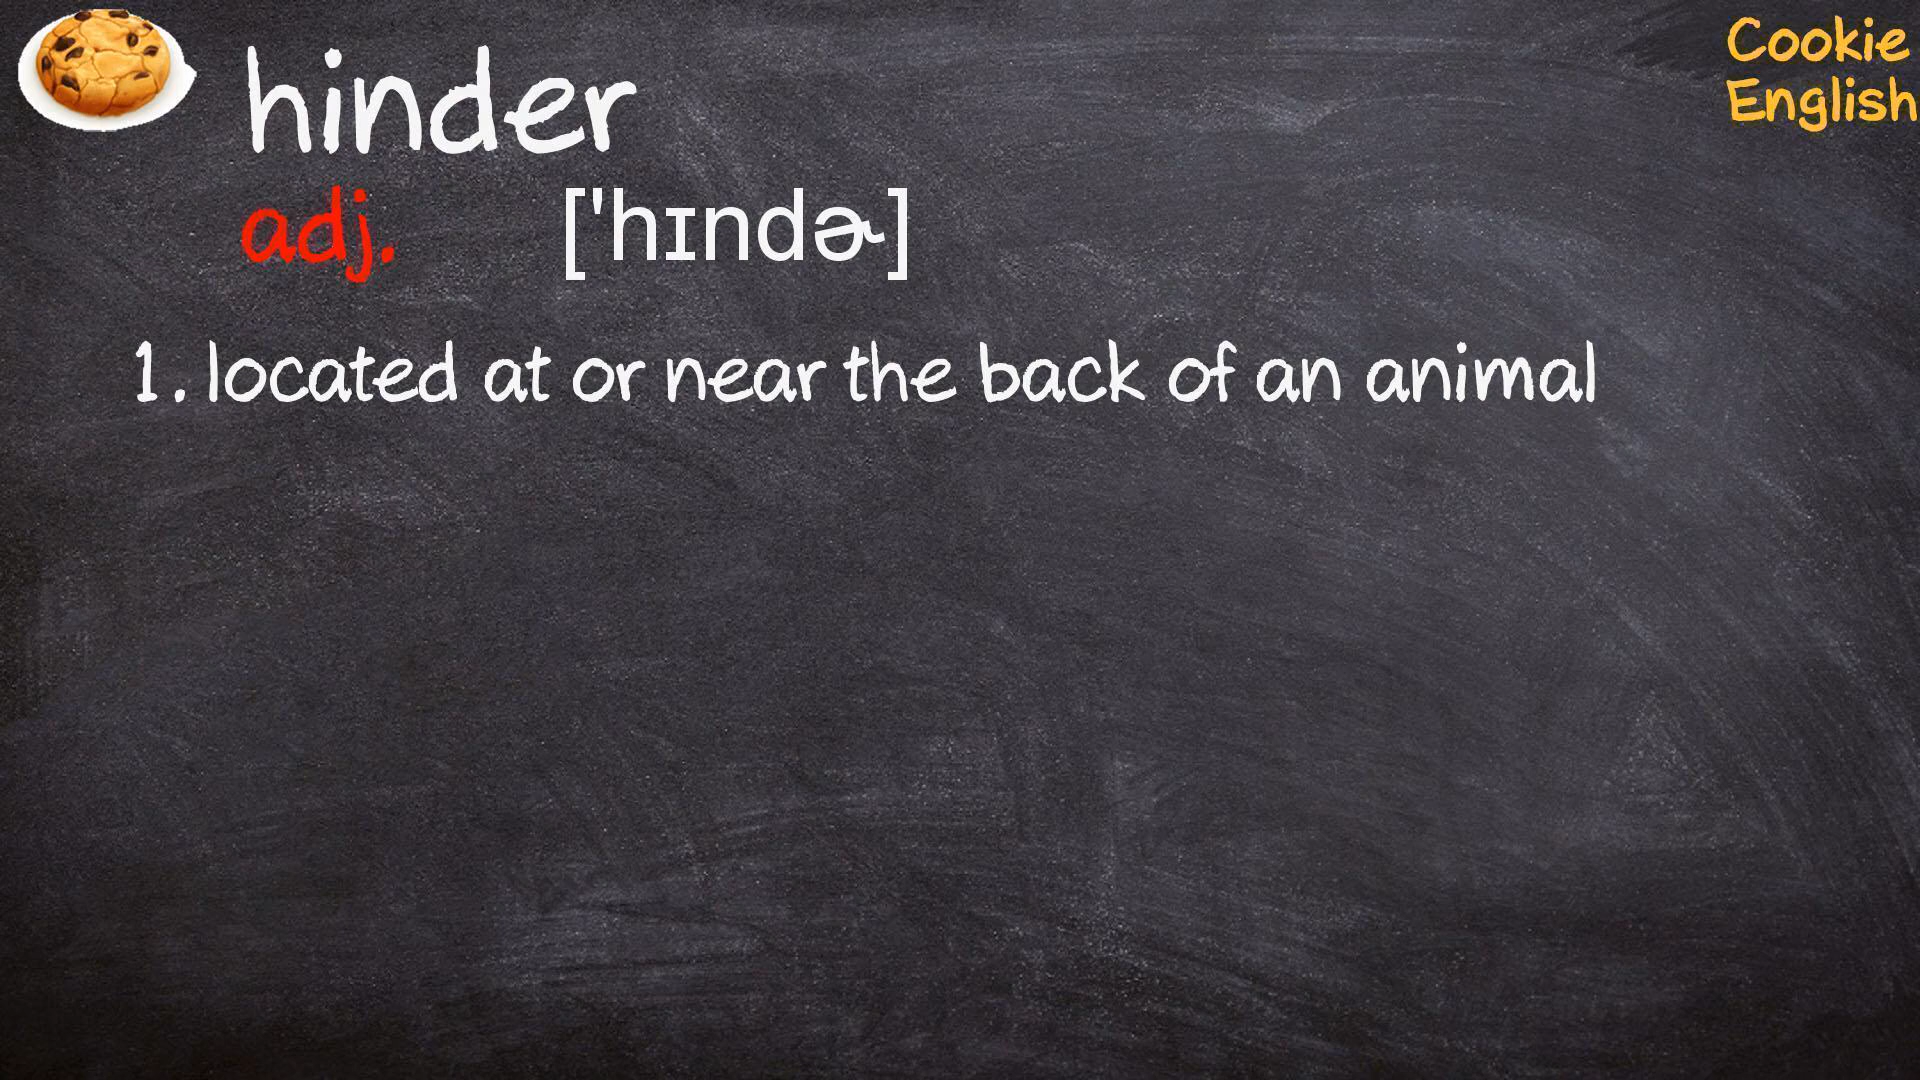 hinder
Cookie
English
adj. ['hɪndɚ]
1. located at or near the back of an animal